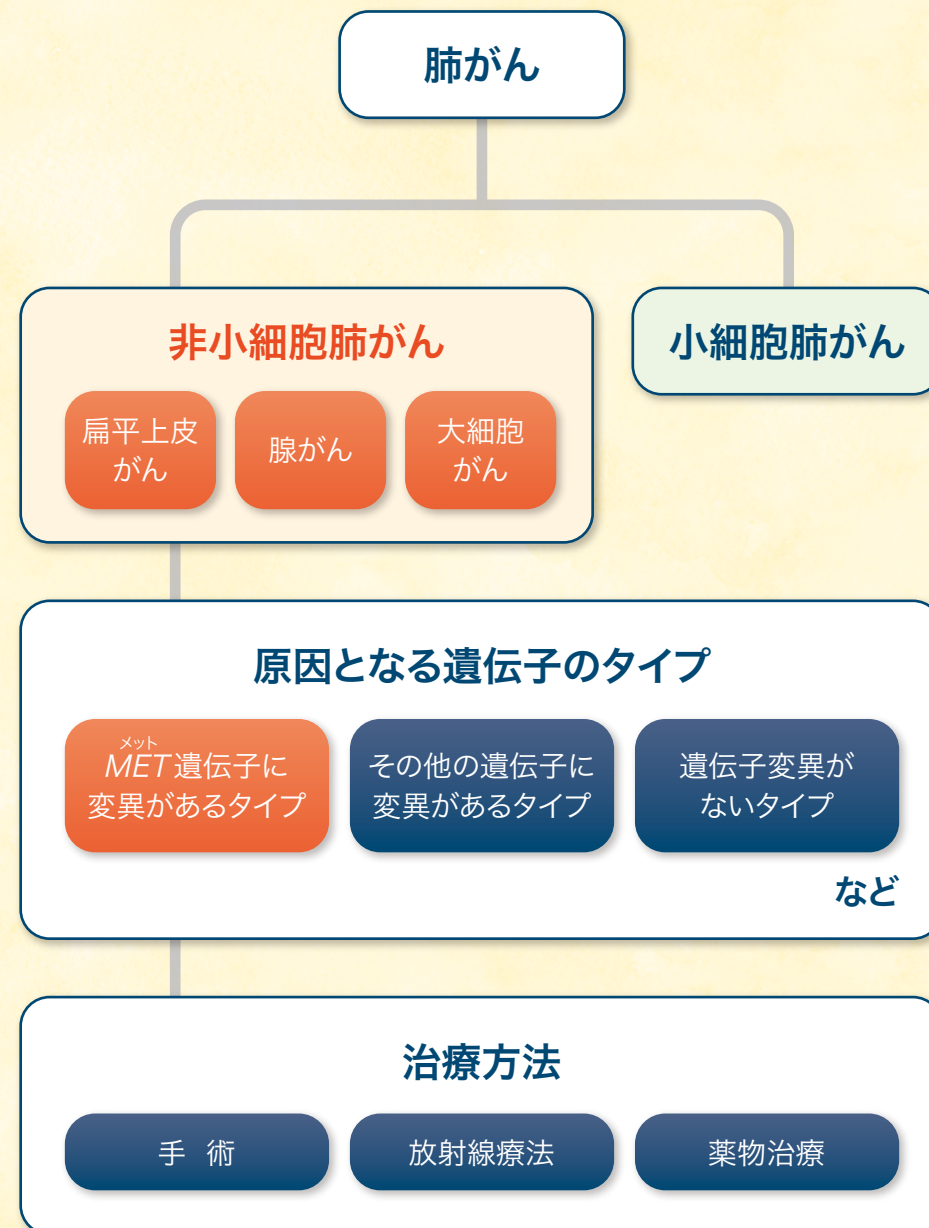 肺がん
非小細胞肺がん
小細胞肺がん
扁平上皮
がん
腺がん
大細胞
がん
原因となる遺伝子のタイプ
メット
MET遺伝子に
変異があるタイプ
その他の遺伝子に
変異があるタイプ
遺伝子変異が
ないタイプ
など
治療方法
手 術
放射線療法
薬物治療